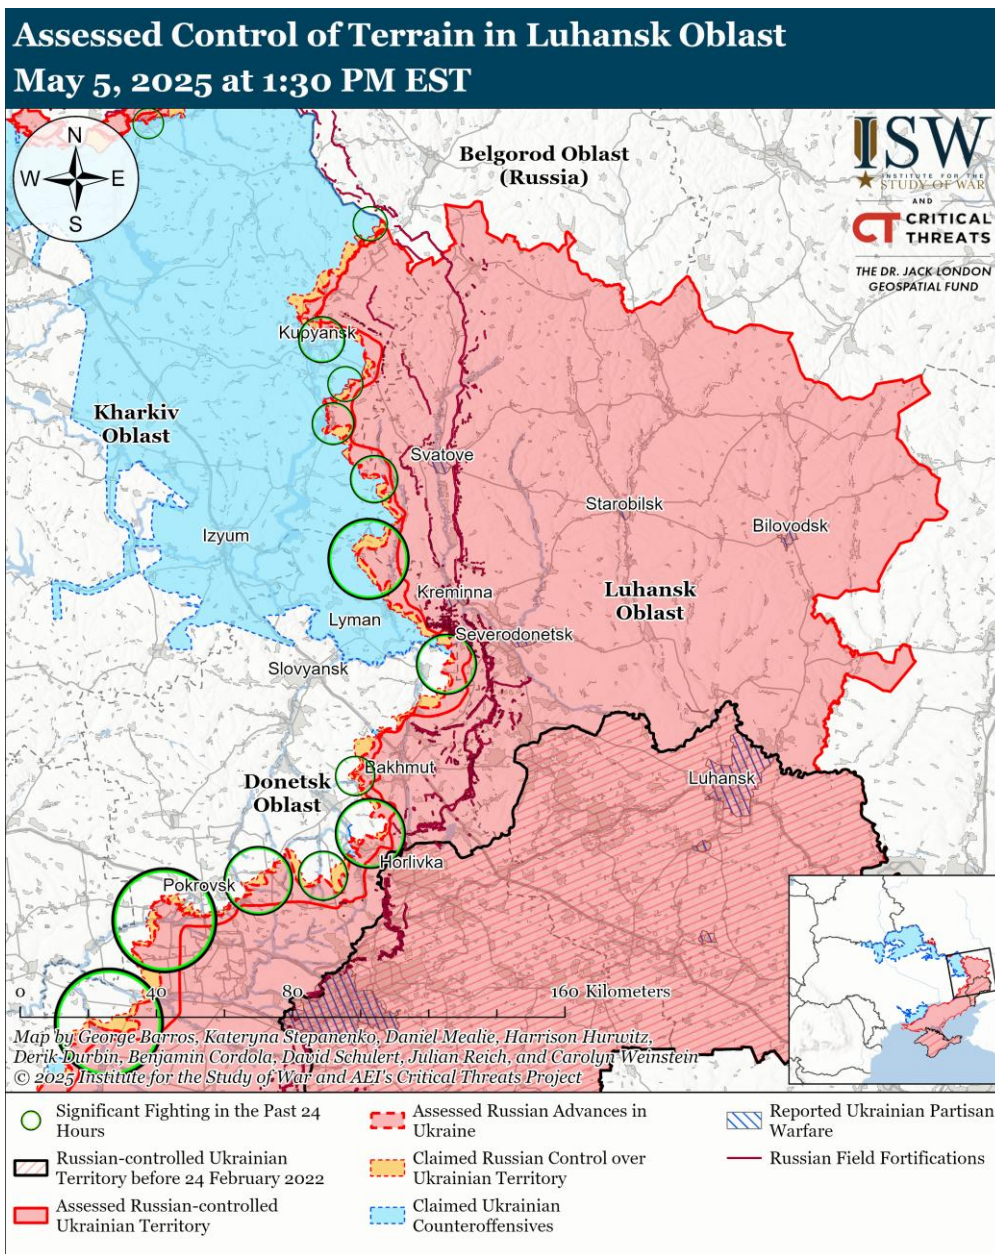 Assessed Control of Terrain in Luhansk Oblast
May 5, 2025 at 1:30 PM EST
N
W E
S
Belgorod Oblast
(Russia)
ISW
INSTITUTE FOR THE
STUDY OF WAR
AND
CT CRITICAL
THREATS
THE DR. JACK LONDON
GEOSPATIAL FUND
Kupyansk
Kharkiv
Oblast
Svatove
Starobilsk
Bilovodsk
Izyum
Kreminna
Luhansk
Oblast
Lyman
Severodonetsk
Slovyansk
Bakhmut
Luhansk
Donetsk
Oblast
Horlivka
Pokrovsk
0 40 80 160 Kilometers
Map by George Barros, Kateryna Stepanenko, Daniel Mealie, Harrison Hurwitz,
Derik Durbin, Benjamin Cordola, David Schulert, Julian Reich, and Carolyn Weinstein
© 2025 Institute for the Study of War and AEI's Critical Threats Project
Significant Fighting in the Past 24
Hours
Russian-controlled Ukrainian
Territory before 24 February 2022
Assessed Russian-controlled
Ukrainian Territory
Assessed Russian Advances in
Ukraine
Claimed Russian Control over
Ukrainian Territory
Claimed Ukrainian
Counteroffensives
Reported Ukrainian Partisan
Warfare
Russian Field Fortifications